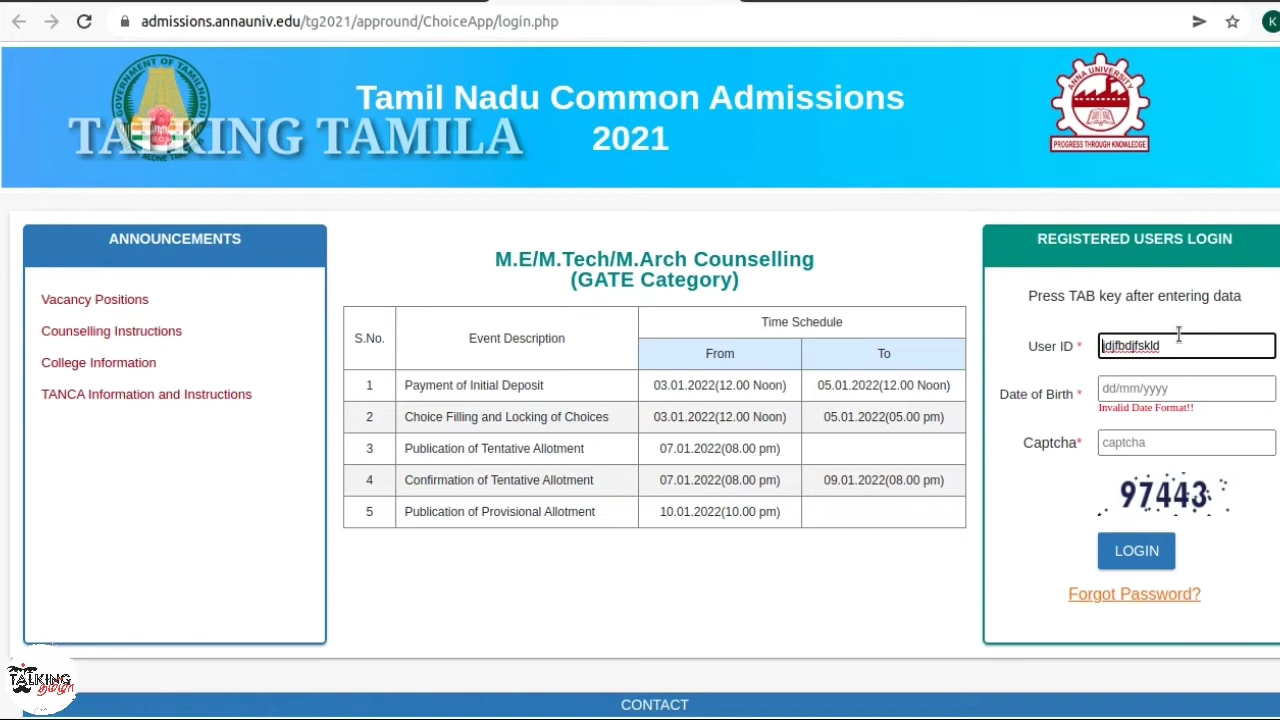 admissions.annauniv.edu/tg2021/appround/ChoiceApp/login.php
K
GOVERNMENT OF TAMILNADU
Tamil Nadu Common Admissions
2021
TALKING TAMILA
ANNA UNIVERSITY
PROGRESS THROUGH KNOWLEDGE
ANNOUNCEMENTS
Vacancy Positions
Counselling Instructions
College Information
TANCA Information and Instructions
M.E/M.Tech/M.Arch Counselling
(GATE Category)
S.No. Event Description Time Schedule
From To
1 Payment of Initial Deposit 03.01.2022(12.00 Noon) 05.01.2022(12.00 Noon)
2 Choice Filling and Locking of Choices 03.01.2022(12.00 Noon) 05.01.2022(05.00 pm)
3 Publication of Tentative Allotment 07.01.2022(08.00 pm)
4 Confirmation of Tentative Allotment 07.01.2022(08.00 pm) 09.01.2022(08.00 pm)
5 Publication of Provisional Allotment 10.01.2022(10.00 pm)
REGISTERED USERS LOGIN
Press TAB key after entering data
User ID *
Date of Birth * dd/mm/yyyy
Invalid Date Format!!
Captcha* captcha
97443
LOGIN
Forgot Password?
TALKING
தமிழா
CONTACT